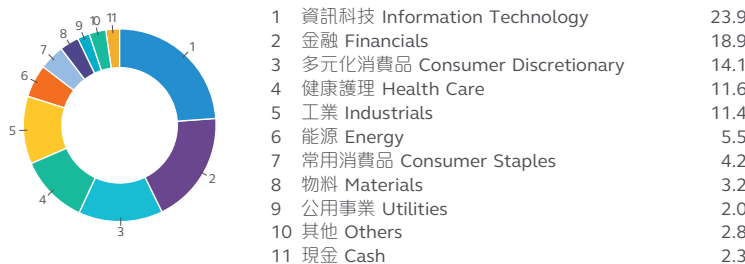 1 資訊科技 Information Technology 23.9
2 金融 Financials 18.9
3 多元化消費品 Consumer Discretionary 14.1
4 健康護理 Health Care 11.6
5 工業 Industrials 11.4
6 能源 Energy 5.5
7 常用消費品 Consumer Staples 4.2
8 物料 Materials 3.2
9 公用事業 Utilities 2.0
10 其他 Others 2.8
11 現金 Cash 2.3
1
2
3
4
5
6
7
8
9
10
11